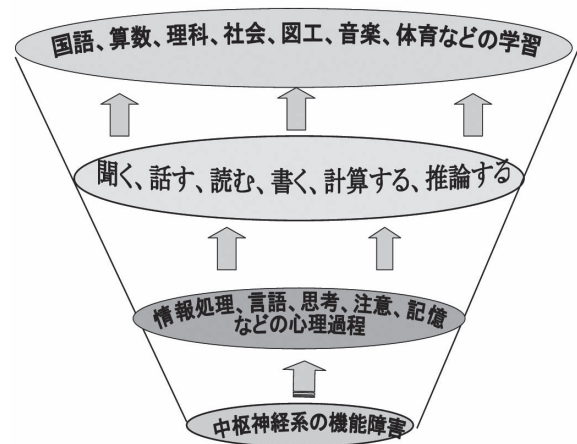 国語、算数、理科、社会、図工、音楽、体育などの学習
聞く、話す、読む、書く、計算する、推論する
情報処理、言語、思考、注意、記憶
などの心理過程
中枢神経系の機能障害